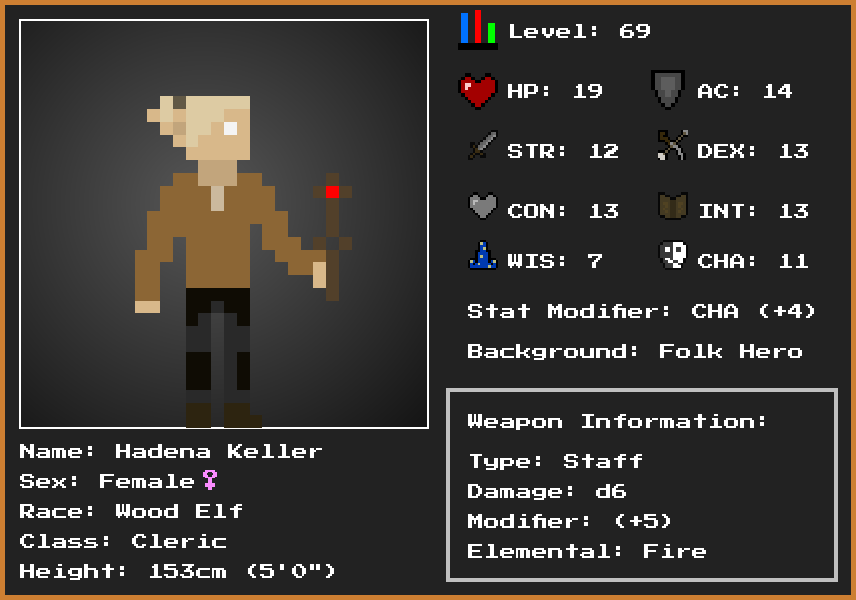 Level: 69
HP: 19 AC: 14
STR: 12 DEX: 13
CON: 13 INT: 13
WIS: 7 CHA: 11
Stat Modifier: CHA (+4)
Background: Folk Hero
Weapon Information:
Type: Staff
Damage: d6
Modifier: (+5)
Elemental: Fire
Name: Hadena Keller
Sex: Female♀
Race: Wood Elf
Class: Cleric
Height: 153cm (5'0")